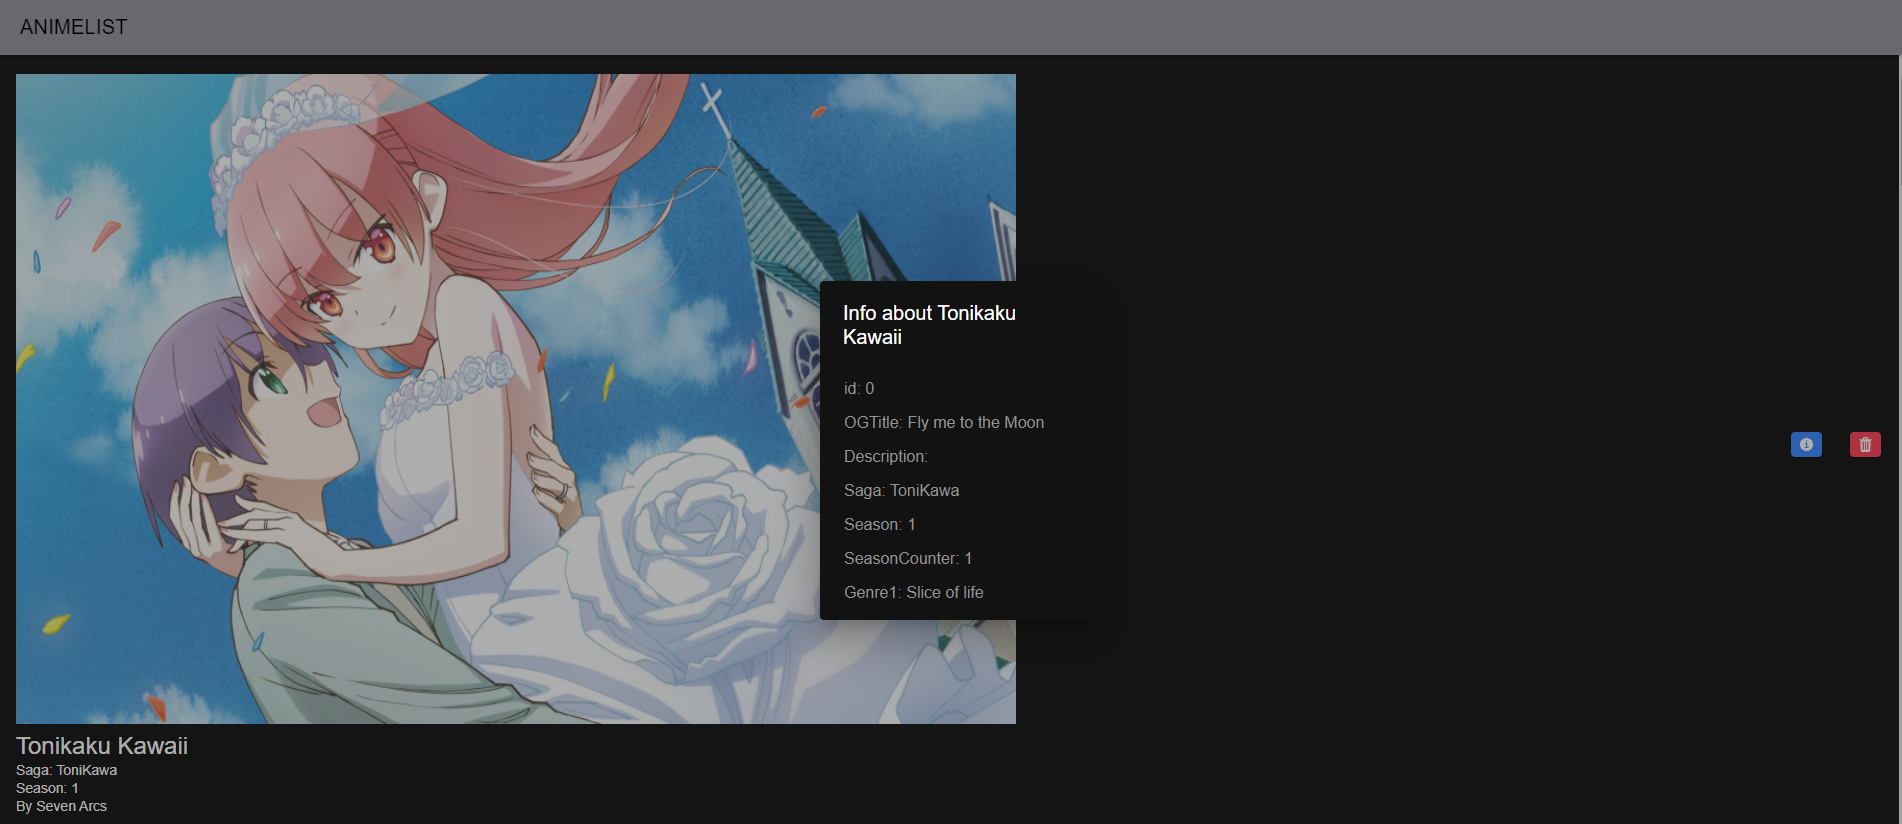 ANIMELIST
Info about Tonikaku
Kawaii
id: 0
OGTitle: Fly me to the Moon
Description:
Saga: ToniKawa
Season: 1
SeasonCounter: 1
Genre1: Slice of life
Tonikaku Kawaii
Saga: ToniKawa
Season: 1
By Seven Arcs